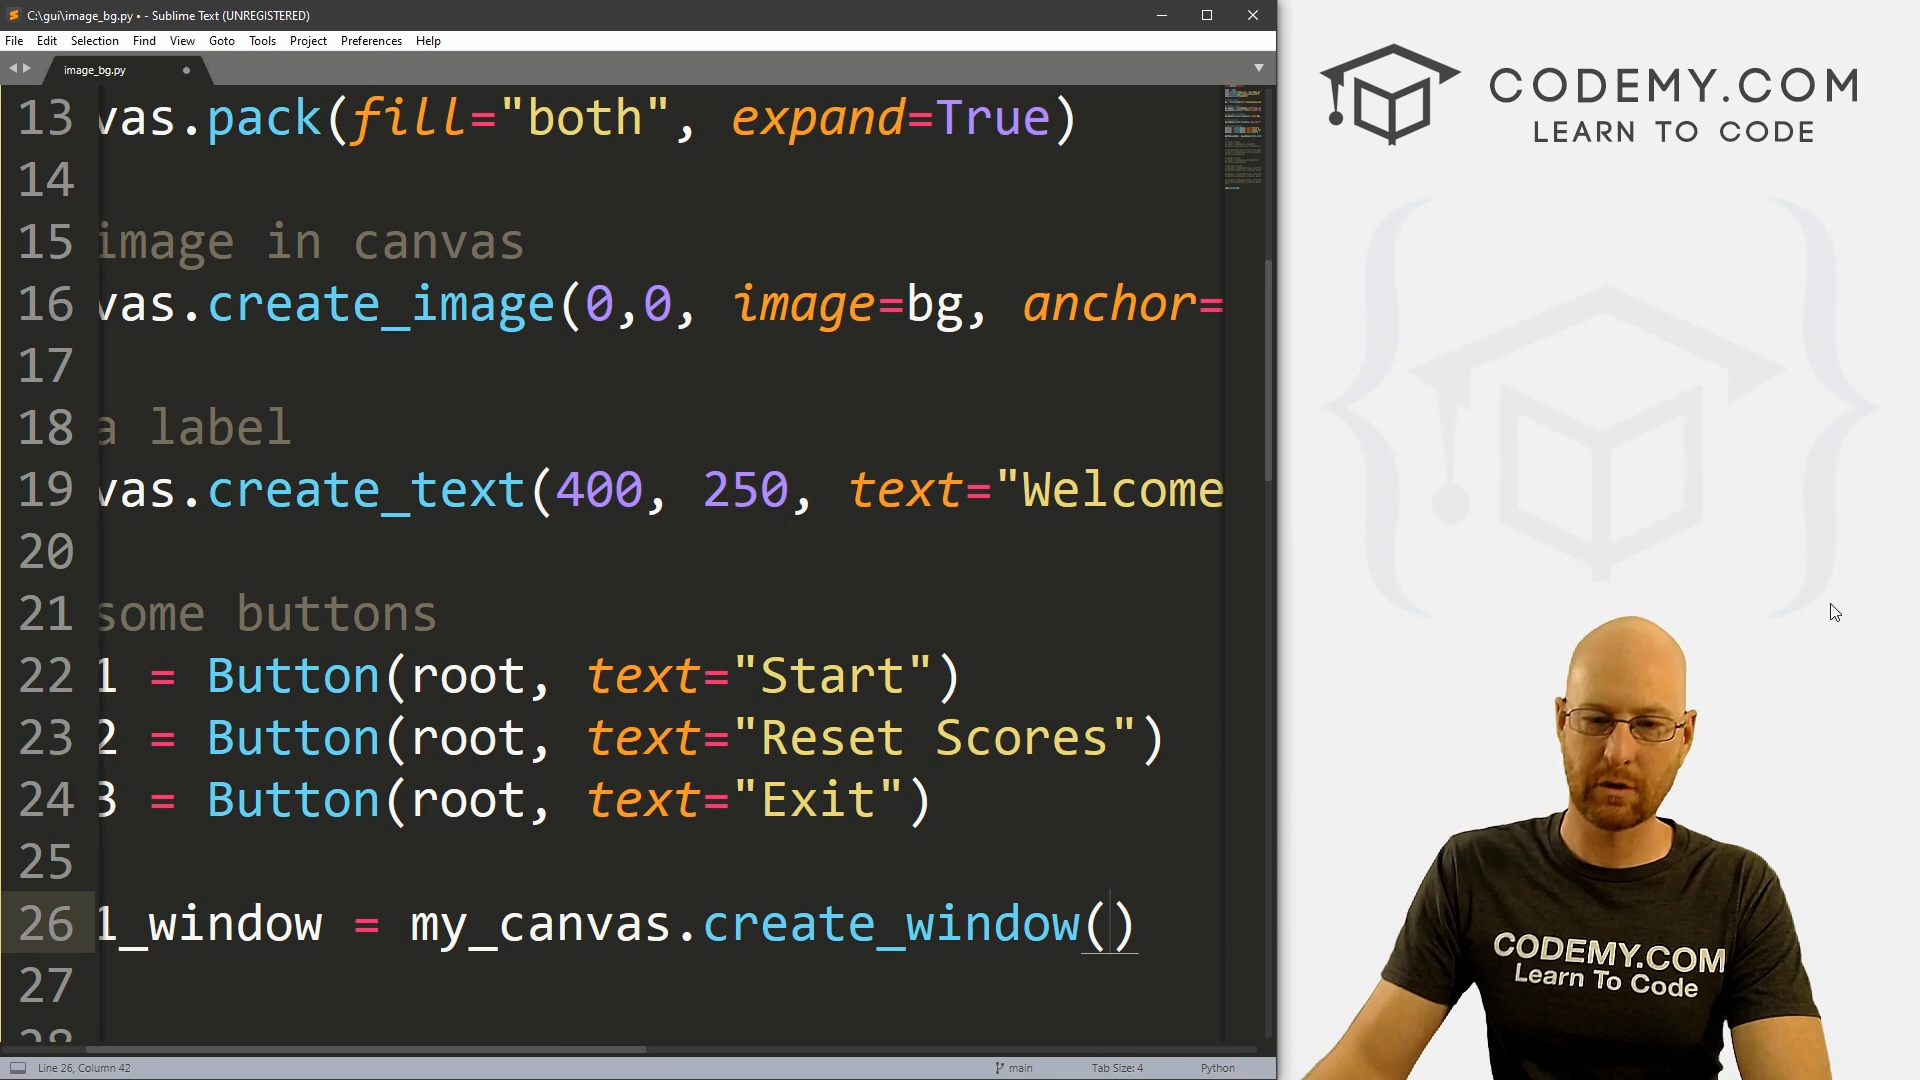 C:\gui\image_bg.py • - Sublime Text (UNREGISTERED)
File Edit Selection Find View Goto Tools Project Preferences Help
image_bg.py
13 vas.pack(fill="both", expand=True)
14
15 image in canvas
16 vas.create_image(0,0, image=bg, anchor=
17
18 a label
19 vas.create_text(400, 250, text="Welcome
20
21 some buttons
22 1 = Button(root, text="Start")
23 2 = Button(root, text="Reset Scores")
24 3 = Button(root, text="Exit")
25
26 1_window = my_canvas.create_window()
27
28
Line 26, Column 42
main
Tab Size: 4
Python
CODEMY.COM
LEARN TO CODE
CODEMY.COM
Learn To Code